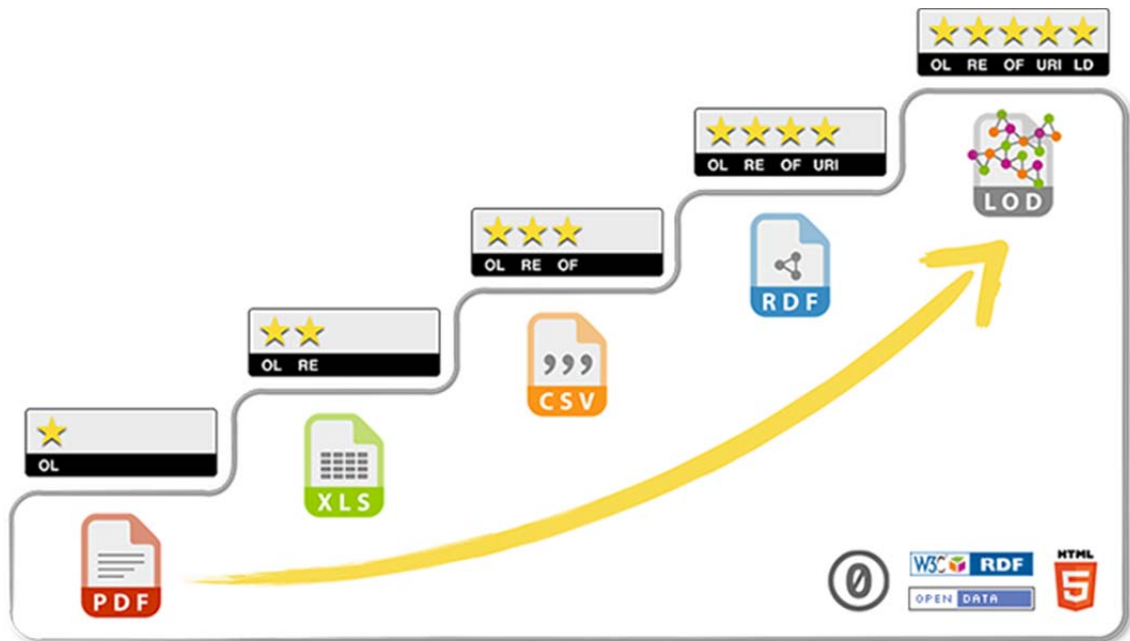 OL RE OF URI LD
OL RE OF URI
LOD
OL RE OF
RDF
OL RE
CSV
OL
XLS
PDF
0
W3C RDF
HTML
5
OPEN DATA